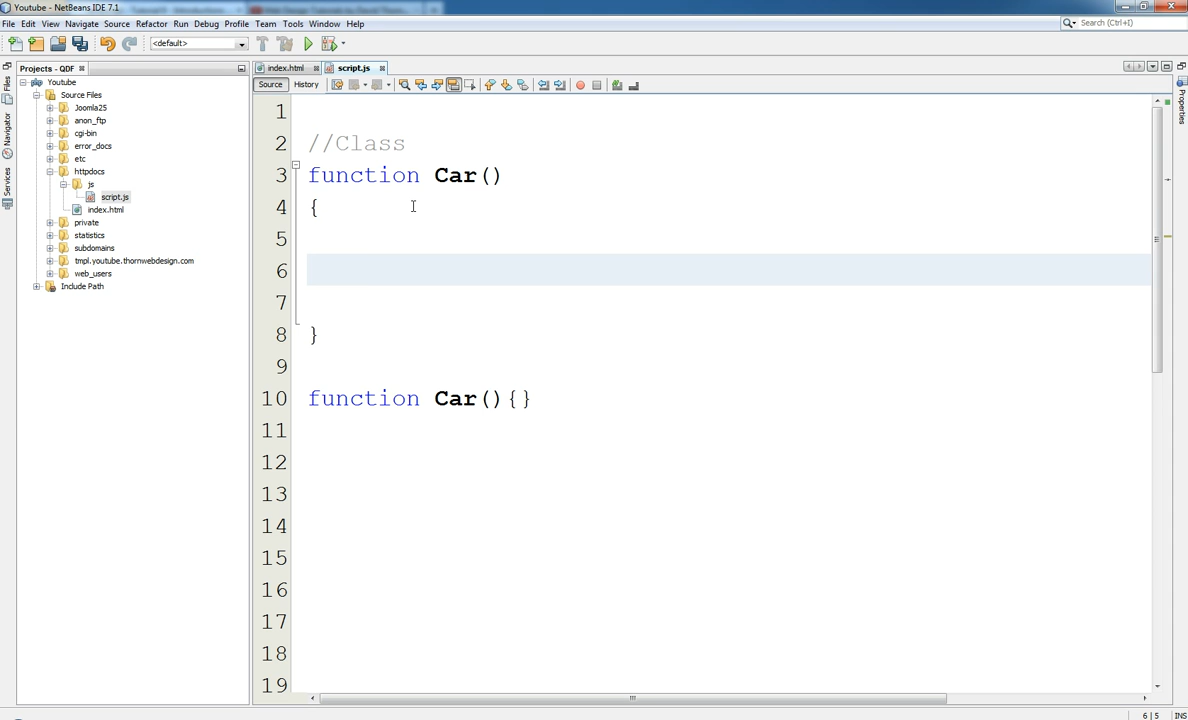 Youtube - NetBeans IDE 7.1
File Edit View Navigate Source Refactor Run Debug Profile Team Tools Window Help
Search (Ctrl+I)
<default>
Projects - QDF
index.html
script.js
Source
History
Files
Navigator
Services
Properties
Youtube
Source Files
Joomla25
anon_ftp
cgi-bin
error_docs
etc
httpdocs
js
script.js
index.html
private
statistics
subdomains
tmpl.youtube.thornwebdesign.com
web_users
Include Path
1
2 //Class
3 function Car()
4 {
5
6
7
8 }
9
10 function Car(){}
11
12
13
14
15
16
17
18
19
6|5 INS